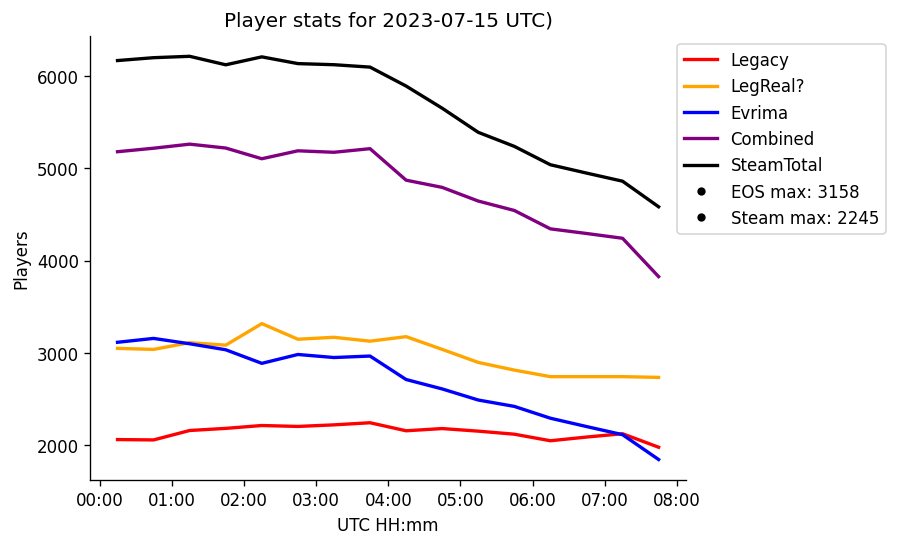 Player stats for 2023-07-15 UTC)
Legacy
LegReal?
Evrima
Combined
SteamTotal
EOS max: 3158
Steam max: 2245
Players
6000
5000
4000
3000
2000
00:00 01:00 02:00 03:00 04:00 05:00 06:00 07:00 08:00
UTC HH:mm